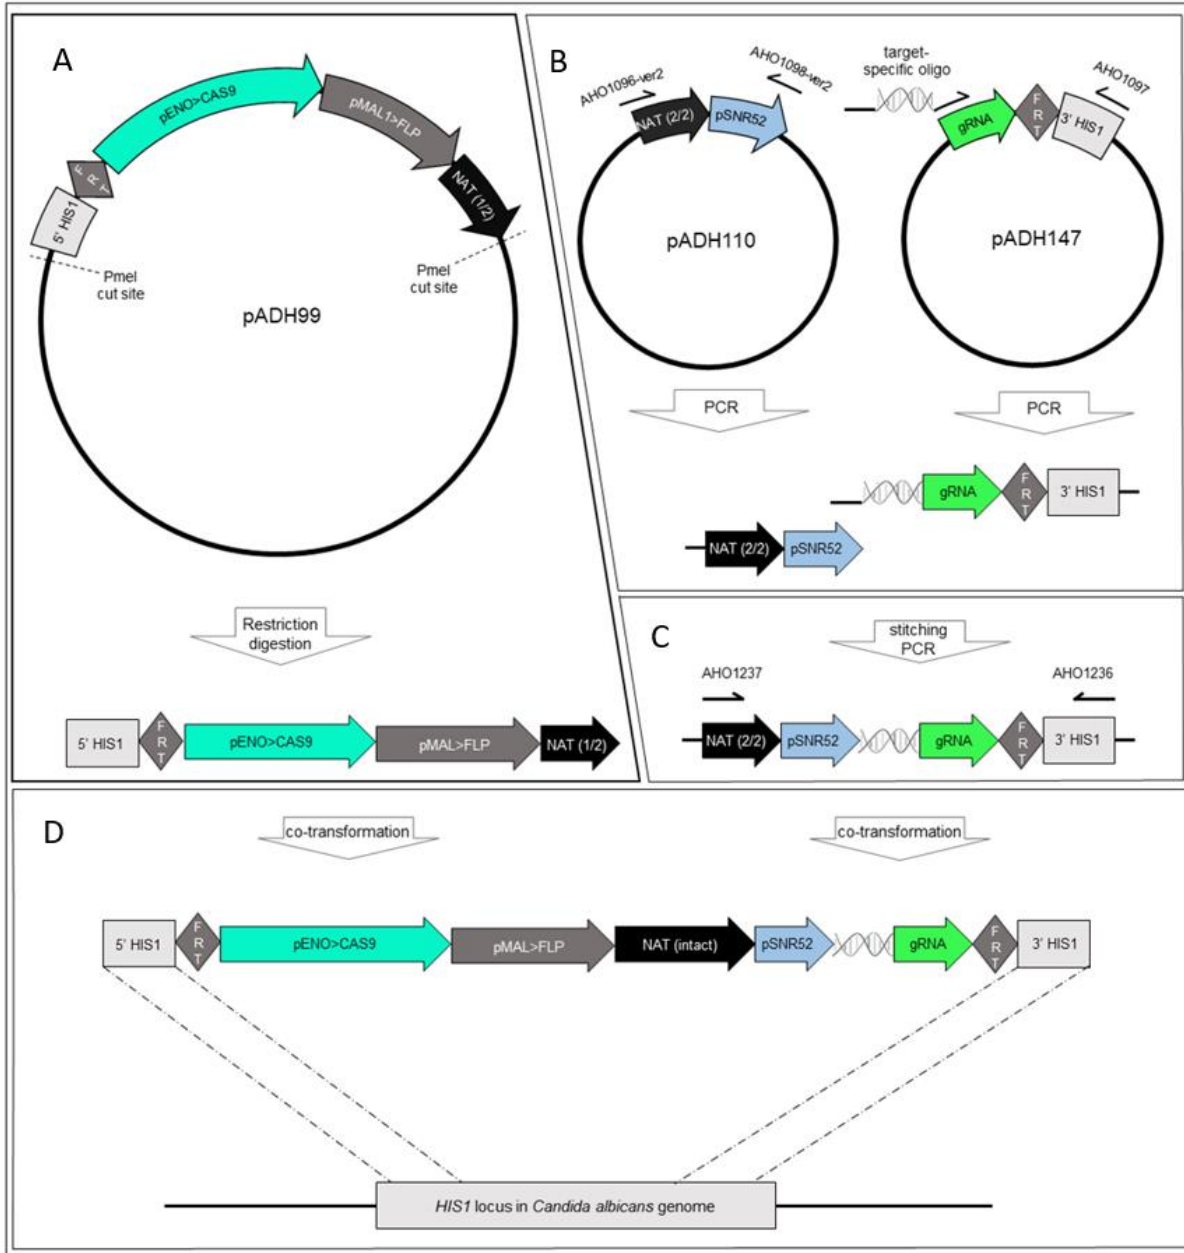 A
pENO>CAS9
pMAL1>FLP
FRT
NAT (1/2)
5' HIS1
PmeI
cut site
PmeI
cut site
pADH99
Restriction
digestion
5' HIS1
FRT
pENO>CAS9
pMAL>FLP
NAT (1/2)
B
AHO1096-ver2
AHO1098-ver2
NAT (2/2)
pSNR52
pADH110
target-
specific oligo
AHO1097
gRNA
FRT
3' HIS1
pADH147
PCR
PCR
gRNA
FRT
3' HIS1
NAT (2/2)
pSNR52
C
stitching
PCR
AHO1237
AHO1236
NAT (2/2)
pSNR52
gRNA
FRT
3' HIS1
D
co-transformation
co-transformation
5' HIS1
FRT
pENO>CAS9
pMAL>FLP
NAT (intact)
pSNR52
gRNA
FRT
3' HIS1
HIS1 locus in Candida albicans genome